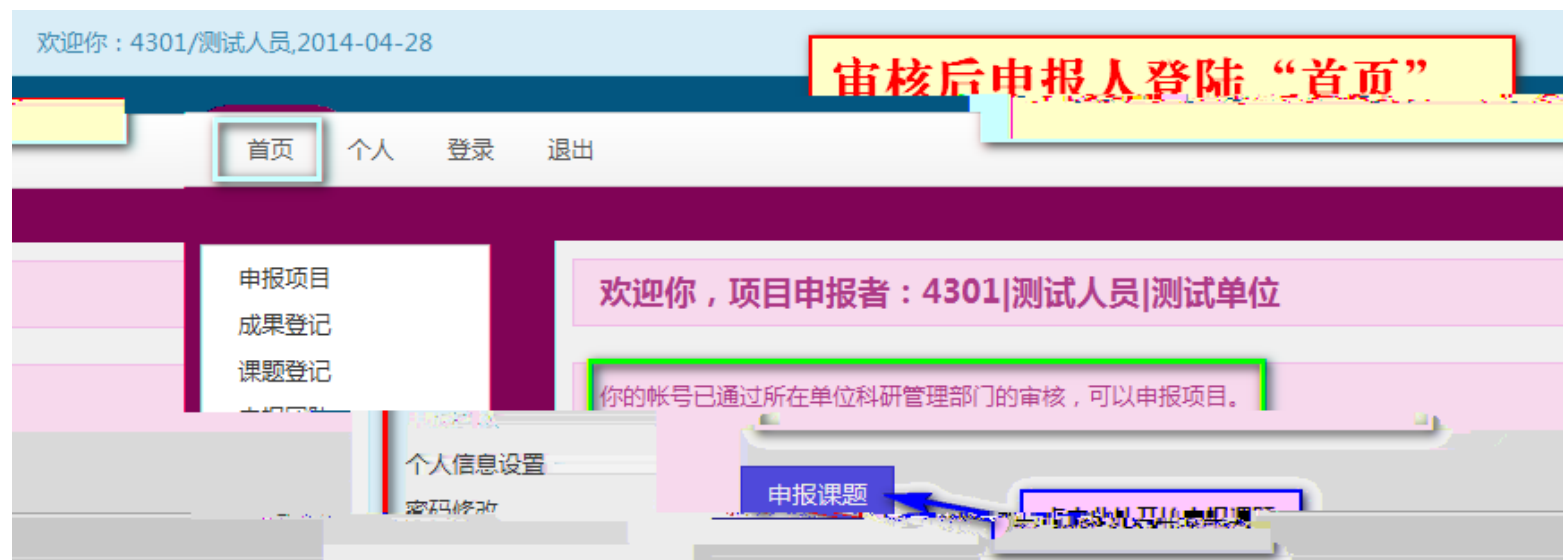 欢迎你：4301/测试人员,2014-04-28
审核后申报人登陆“首页”
首页 个人 登录 退出
申报项目
成果登记
课题登记
欢迎你，项目申报者：4301|测试人员|测试单位
你的帐号已通过所在单位科研管理部门的审核，可以申报项目。
个人信息设置
密码修改
申报课题